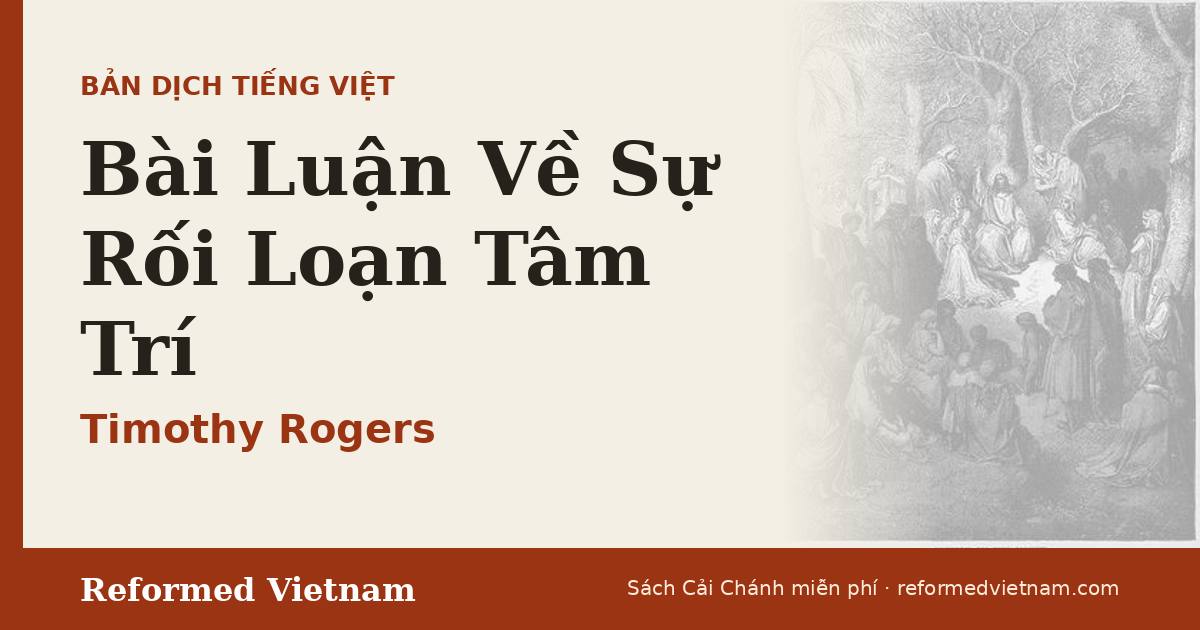 BẢN DỊCH TIẾNG VIỆT
Bài Luận Về Sự
Rối Loạn Tâm
Trí
Timothy Rogers
Reformed Vietnam
Sách Cải Chánh miễn phí · reformedvietnam.com